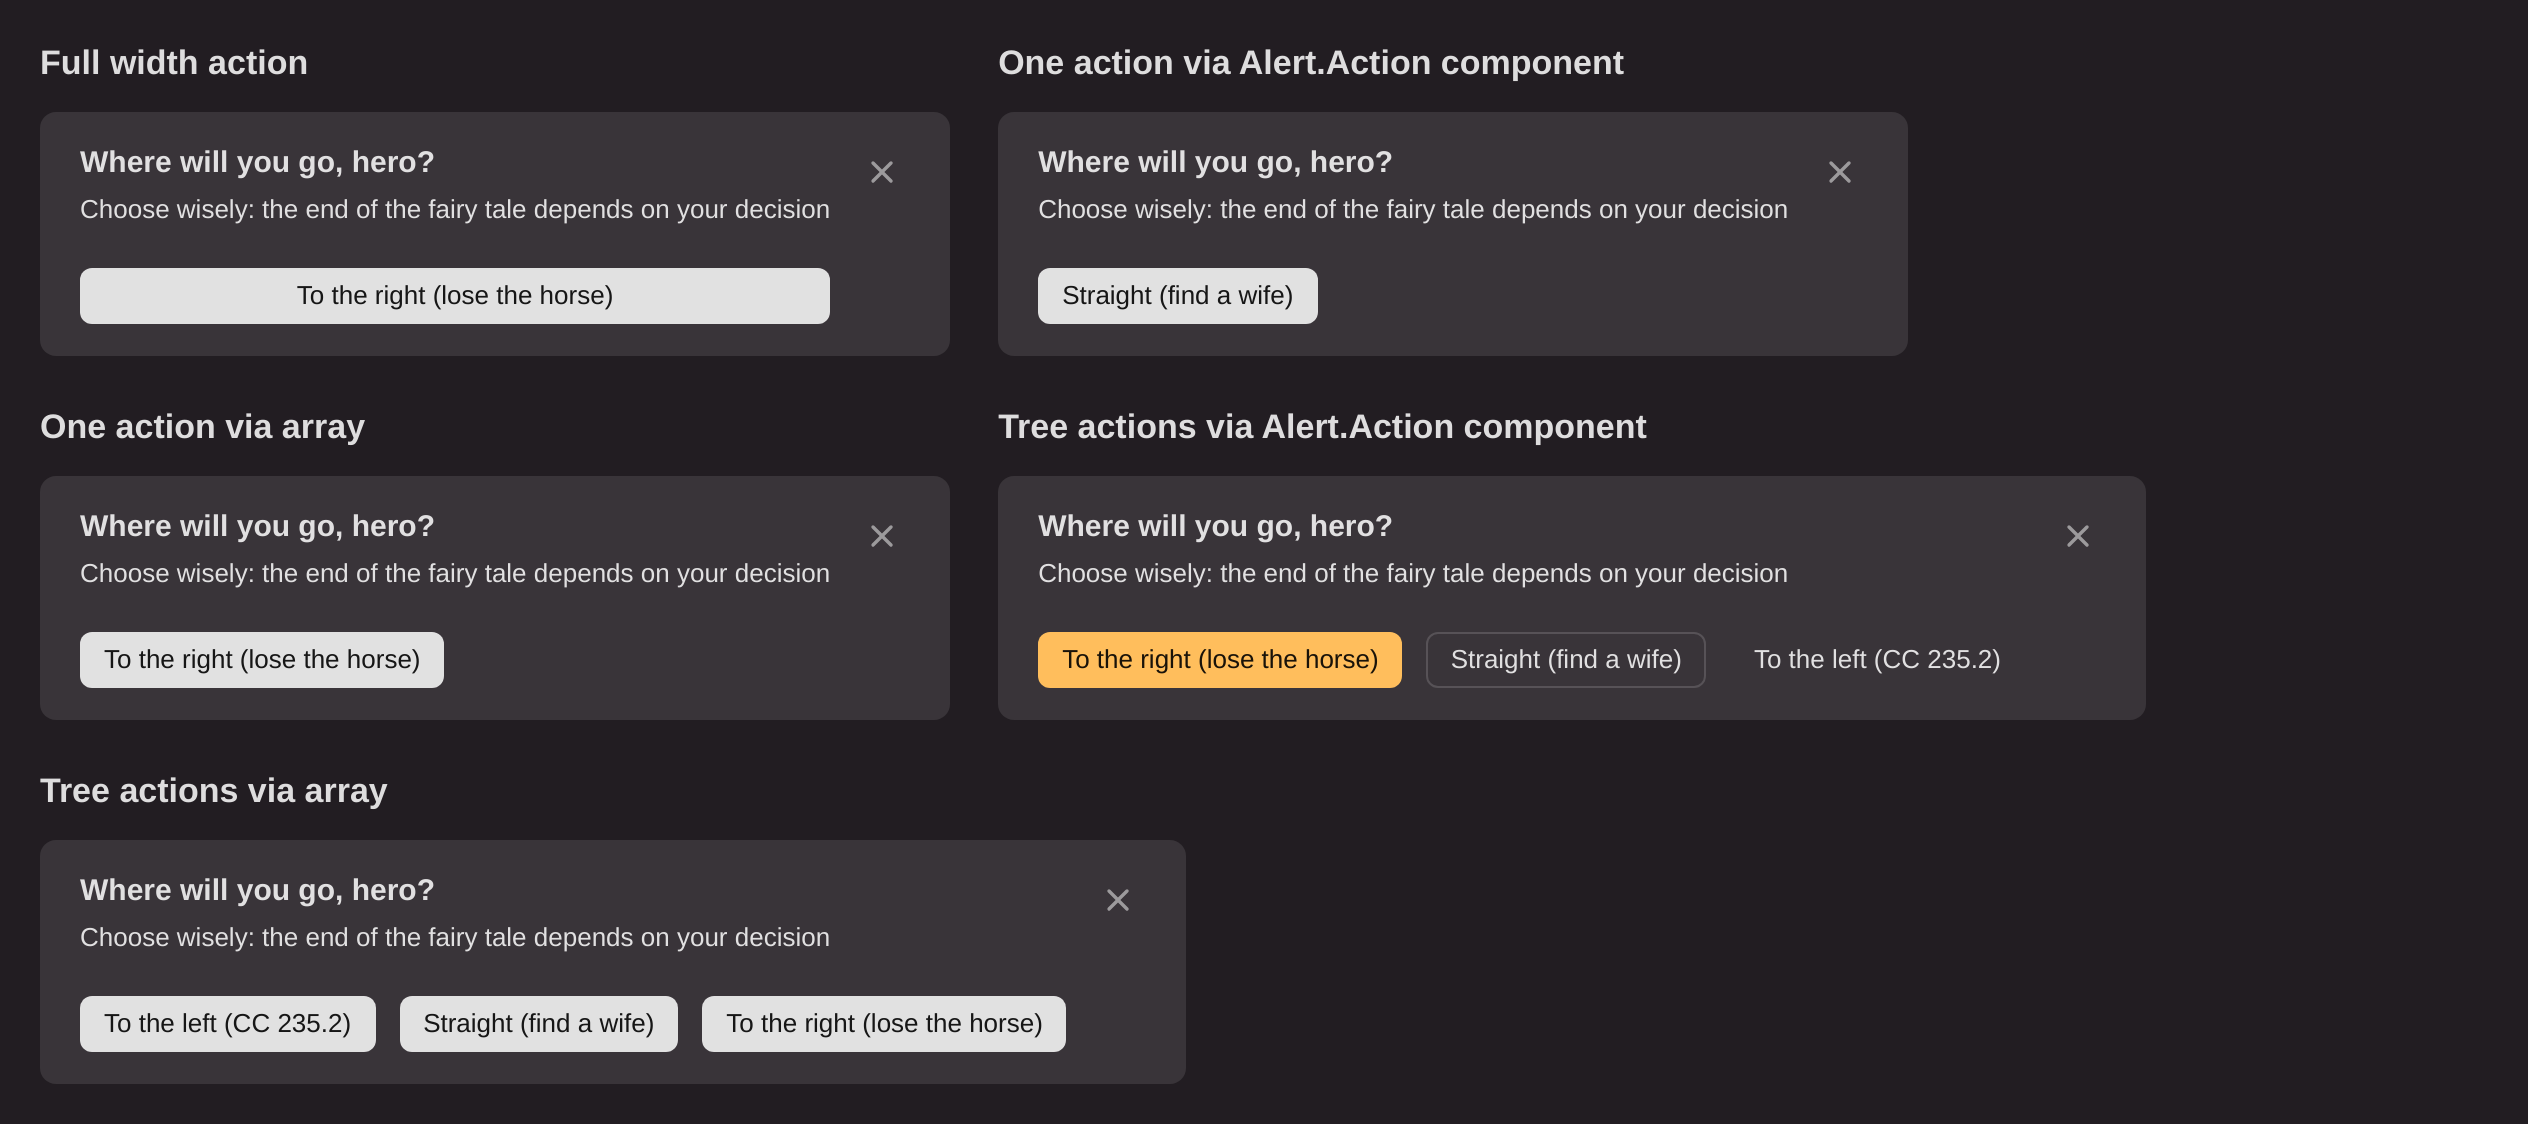 Full width action
Where will you go, hero?
Choose wisely: the end of the fairy tale depends on your decision
To the right (lose the horse)
One action via Alert.Action component
Where will you go, hero?
Choose wisely: the end of the fairy tale depends on your decision
Straight (find a wife)
One action via array
Where will you go, hero?
Choose wisely: the end of the fairy tale depends on your decision
To the right (lose the horse)
Tree actions via Alert.Action component
Where will you go, hero?
Choose wisely: the end of the fairy tale depends on your decision
To the right (lose the horse)
Straight (find a wife)
To the left (CC 235.2)
Tree actions via array
Where will you go, hero?
Choose wisely: the end of the fairy tale depends on your decision
To the left (CC 235.2)
Straight (find a wife)
To the right (lose the horse)